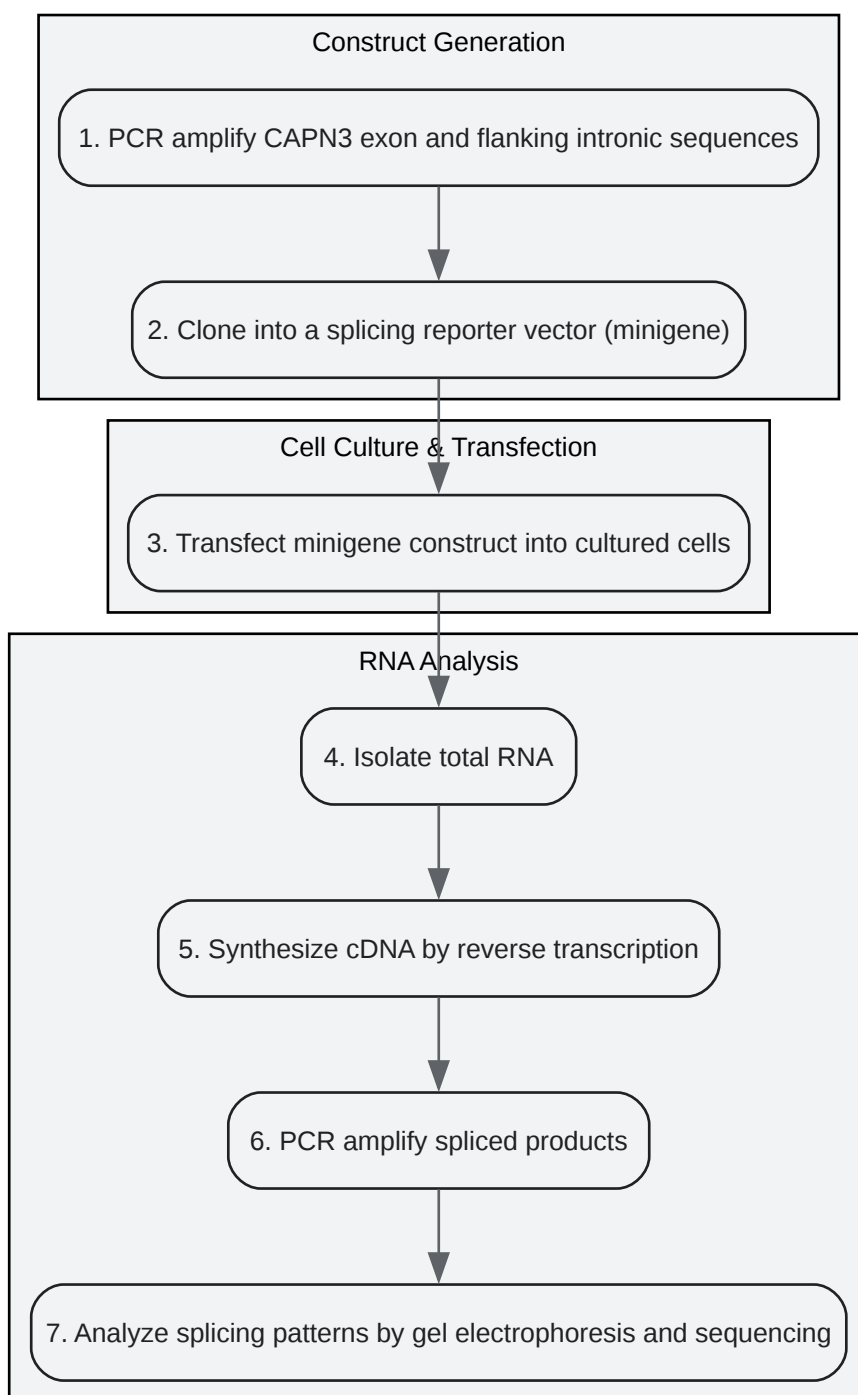 Construct Generation
1. PCR amplify CAPN3 exon and flanking intronic sequences
2. Clone into a splicing reporter vector (minigene)
Cell Culture & Transfection
3. Transfect minigene construct into cultured cells
RNA Analysis
4. Isolate total RNA
5. Synthesize cDNA by reverse transcription
6. PCR amplify spliced products
7. Analyze splicing patterns by gel electrophoresis and sequencing